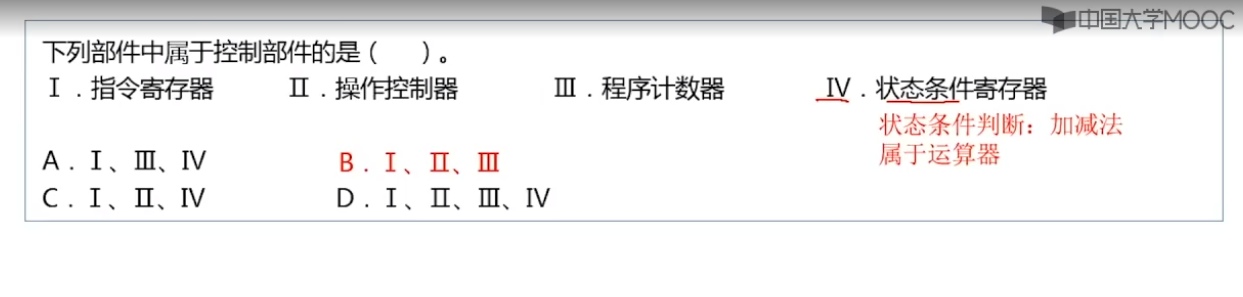 中国大学MOOC
下列部件中属于控制部件的是（　　）。
Ⅰ．指令寄存器　Ⅱ．操作控制器　Ⅲ．程序计数器　Ⅳ．状态条件寄存器
状态条件判断：加减法
属于运算器
A．Ⅰ、Ⅲ、Ⅳ　B．Ⅰ、Ⅱ、Ⅲ
C．Ⅰ、Ⅱ、Ⅳ　D．Ⅰ、Ⅱ、Ⅲ、Ⅳ